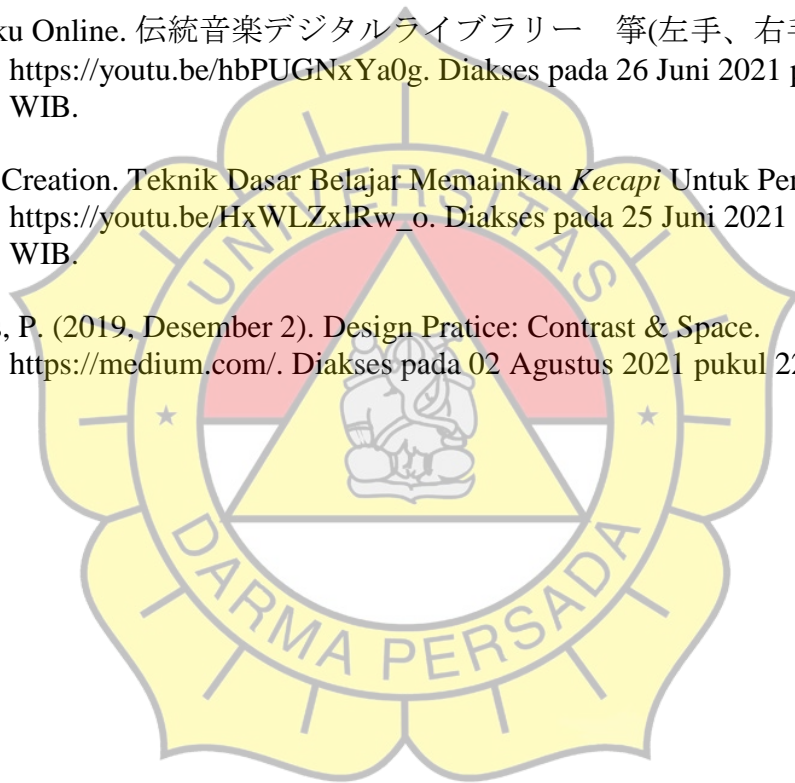 ku Online. 伝統音楽デジタルライブラリー 箏(左手、右手
https://youtu.be/hbPUGNxYa0g. Diakses pada 26 Juni 2021 p
WIB.
Creation. Teknik Dasar Belajar Memainkan Kecapi Untuk Pe
https://youtu.be/HxWLZxlRw_o. Diakses pada 25 Juni 2021
WIB.
, P. (2019, Desember 2). Design Pratice: Contrast & Space.
https://medium.com/. Diakses pada 02 Agustus 2021 pukul 22
UNIVERSITAS
DARMA PERSADA